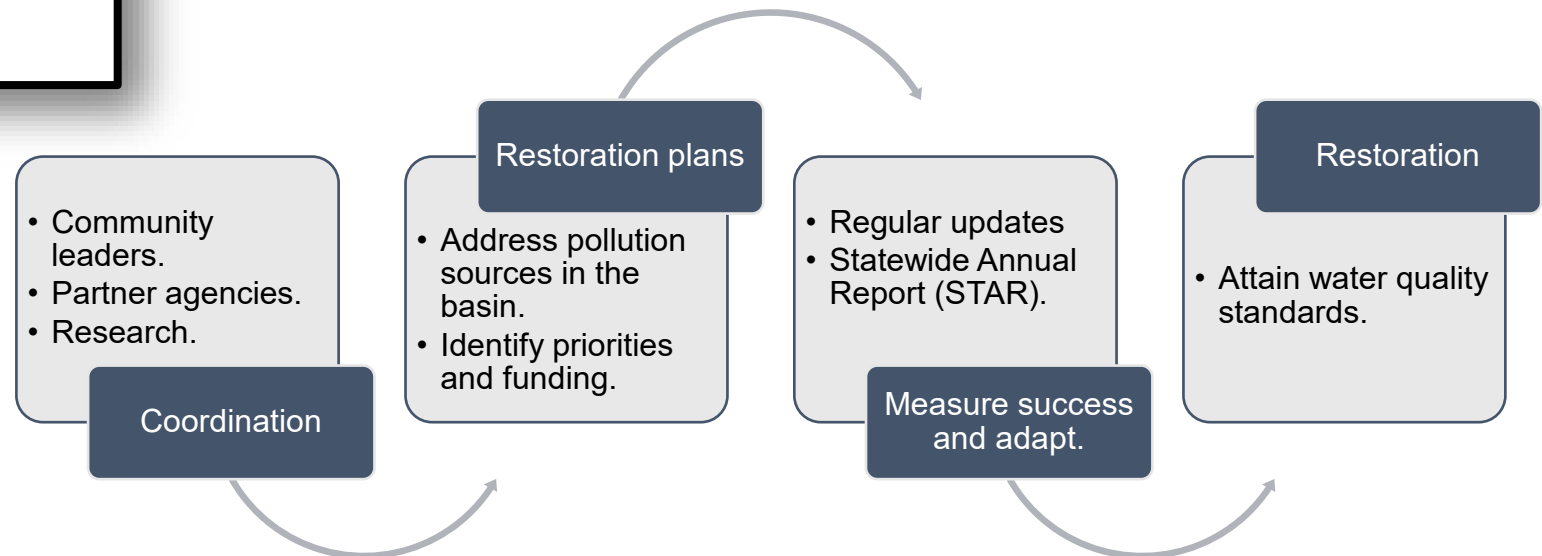 • Community
leaders.
• Partner agencies.
• Research.
Coordination
Restoration plans
• Address pollution
sources in the
basin.
• Identify priorities
and funding.
• Regular updates
• Statewide Annual
Report (STAR).
Measure success
and adapt.
Restoration
• Attain water quality
standards.